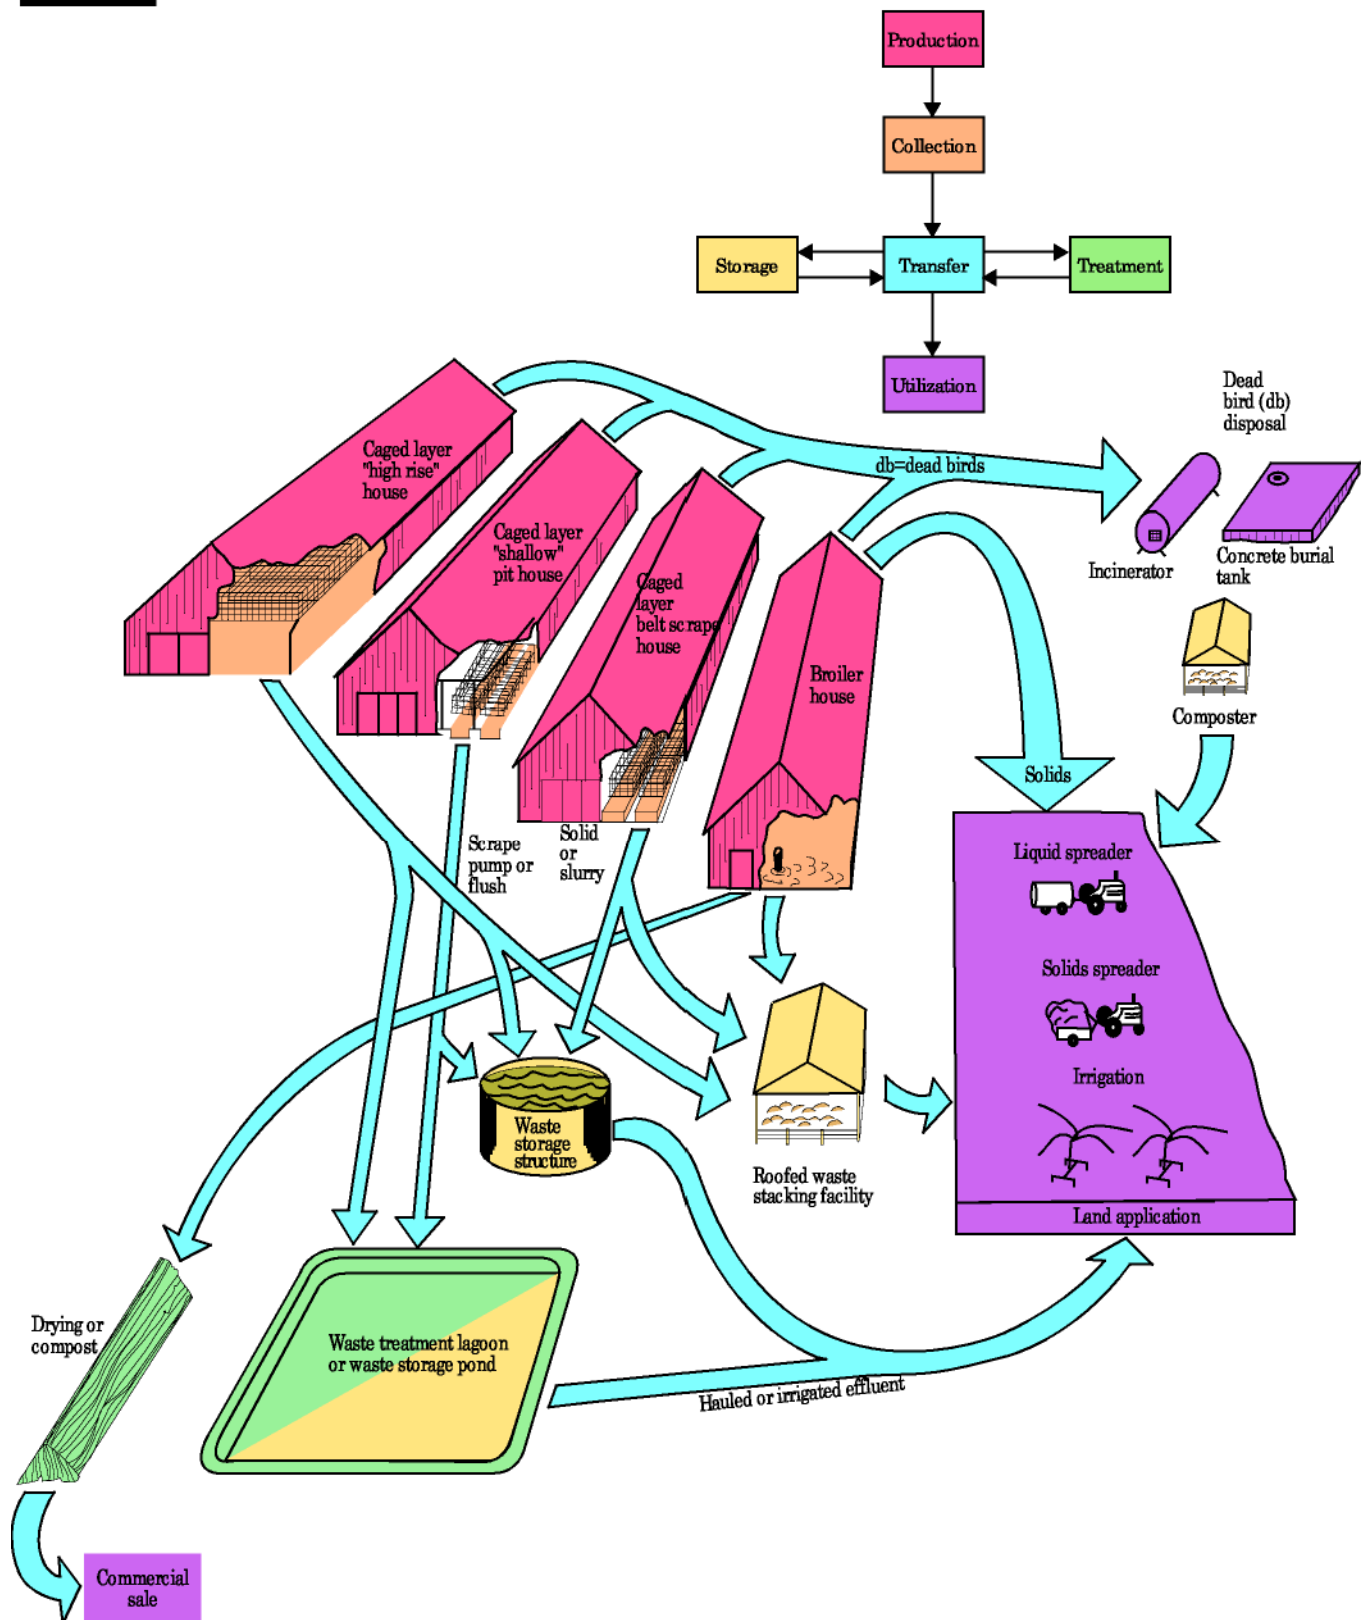 Production
Collection
Storage
Transfer
Treatment
Utilization
Dead
bird (db)
disposal
db=dead birds
Caged layer
"high rise"
house
Caged layer
"shallow"
pit house
Caged
layer
belt scrape
house
Broiler
house
Incinerator
Concrete burial
tank
Composter
Solids
Scrape
pump or
flush
Solid
or
slurry
Liquid spreader
Solids spreader
Irrigation
Land application
Waste
storage
structure
Roofed waste
stacking facility
Drying or
compost
Waste treatment lagoon
or waste storage pond
Hauled or irrigated effluent
Commercial
sale